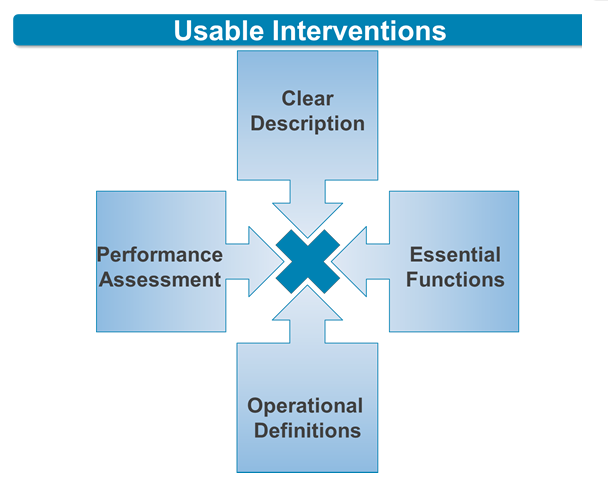 Usable Interventions
Clear
Description
Performance
Assessment
Essential
Functions
Operational
Definitions